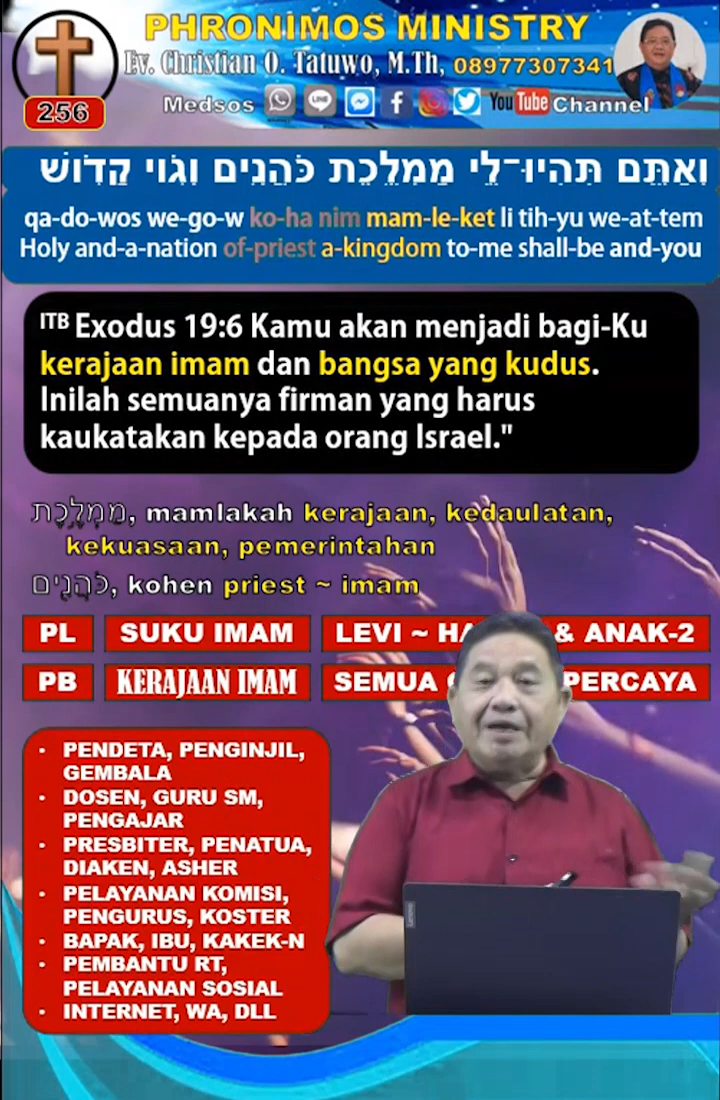 PHRONIMOS MINISTRY
Ev. Christian O. Tatuwo, M.Th, 08977307341
256
Medsos LINE f You Tube Channel
וְאַתֶּם תִּהְיוּ־לִי מַמְלֶכֶת כֹּהֲנִים וְגוֹי קָדוֹשׁ
qa-do-wos we-go-w ko-ha nim mam-le-ket li tih-yu we-at-tem
Holy and-a-nation of-priest a-kingdom to-me shall-be and-you
ITB Exodus 19:6 Kamu akan menjadi bagi-Ku
kerajaan imam dan bangsa yang kudus.
Inilah semuanya firman yang harus
kaukatakan kepada orang Israel."
מַמְלֶכֶת, mamlakah kerajaan, kedaulatan,
kekuasaan, pemerintahan
כֹּהֲנִים, kohen priest ~ imam
PL SUKU IMAM LEVI ~ & ANAK-2
PB KERAJAAN IMAM SEMUA PERCAYA
• PENDETA, PENGINJIL,
GEMBALA
• DOSEN, GURU SM,
PENGAJAR
• PRESBITER, PENATUA,
DIAKEN, ASHER
• PELAYANAN KOMISI,
PENGURUS, KOSTER
• BAPAK, IBU, KAKEK-N
• PEMBANTU RT,
PELAYANAN SOSIAL
• INTERNET, WA, DLL
Lenovo